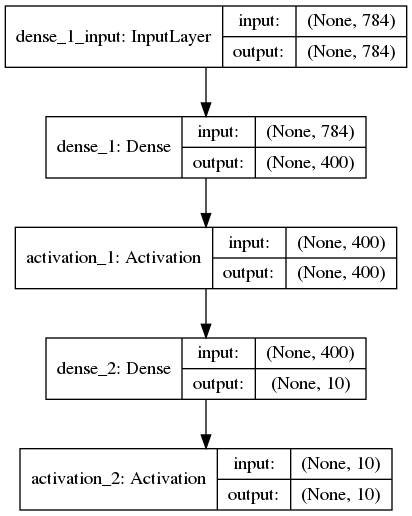 dense_1_input: InputLayer
input: (None, 784)
output: (None, 784)
dense_1: Dense
input: (None, 784)
output: (None, 400)
activation_1: Activation
input: (None, 400)
output: (None, 400)
dense_2: Dense
input: (None, 400)
output: (None, 10)
activation_2: Activation
input: (None, 10)
output: (None, 10)